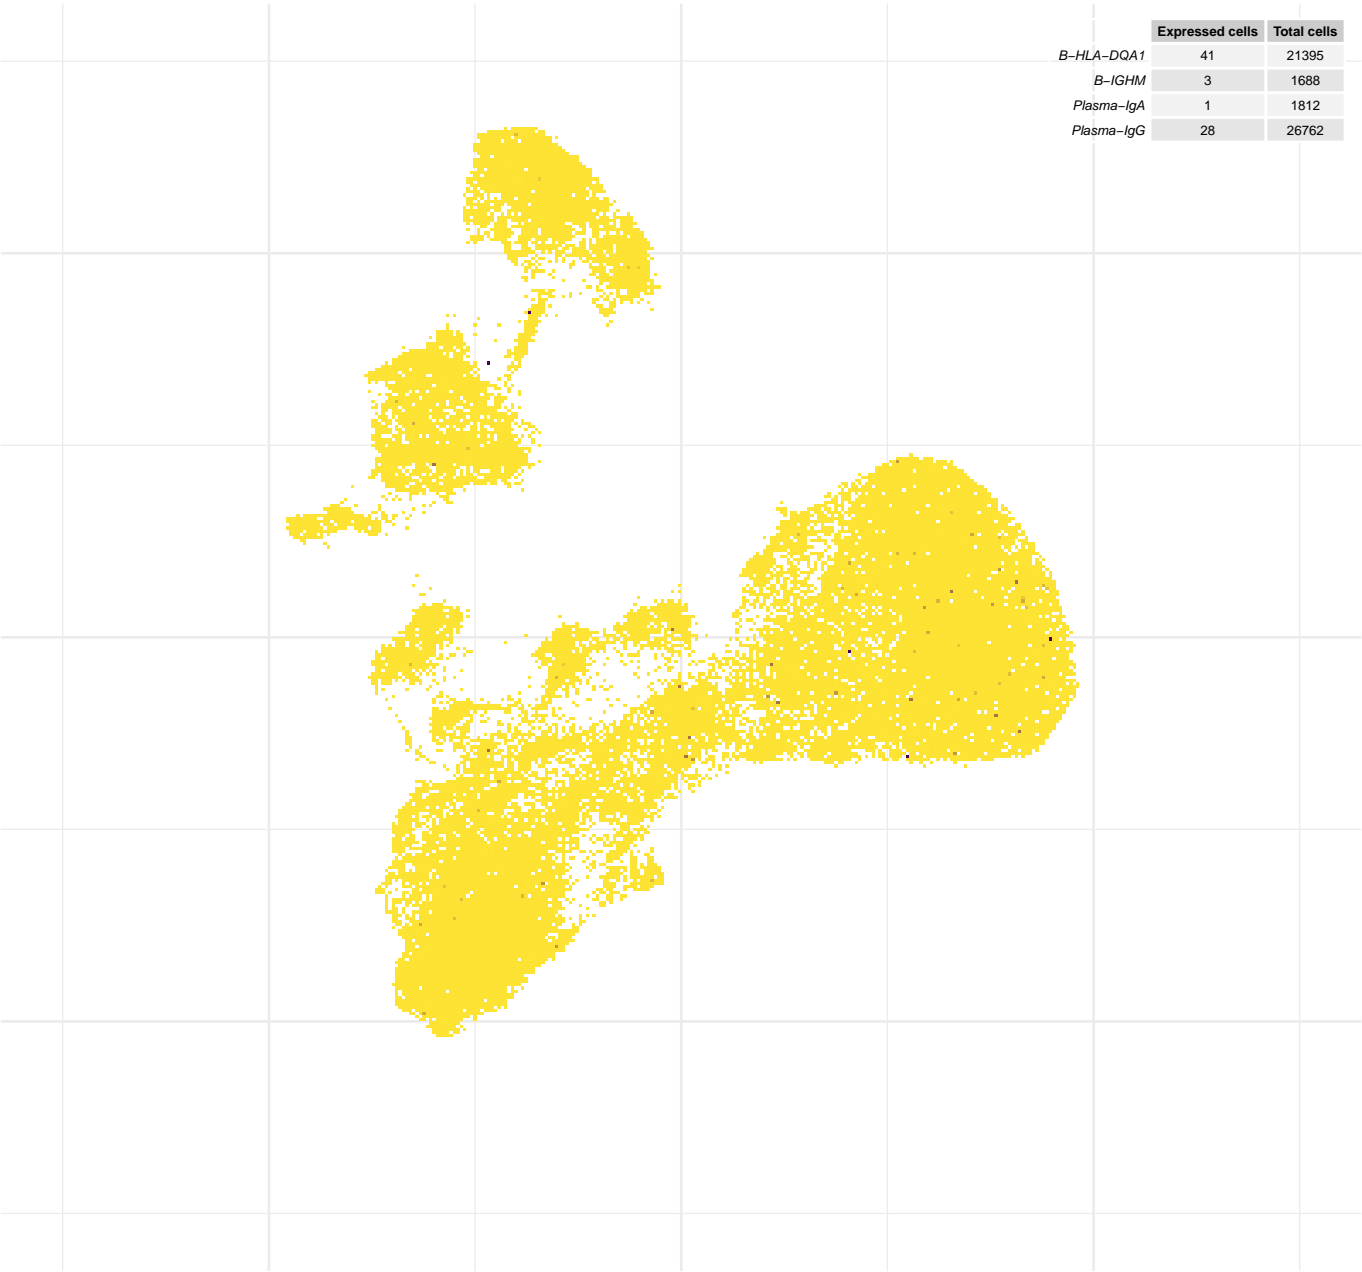 Expressed cells Total cells
B−HLA−DQA1 41 21395
B−IGHM 3 1688
Plasma−IgA 1 1812
Plasma−IgG 28 26762